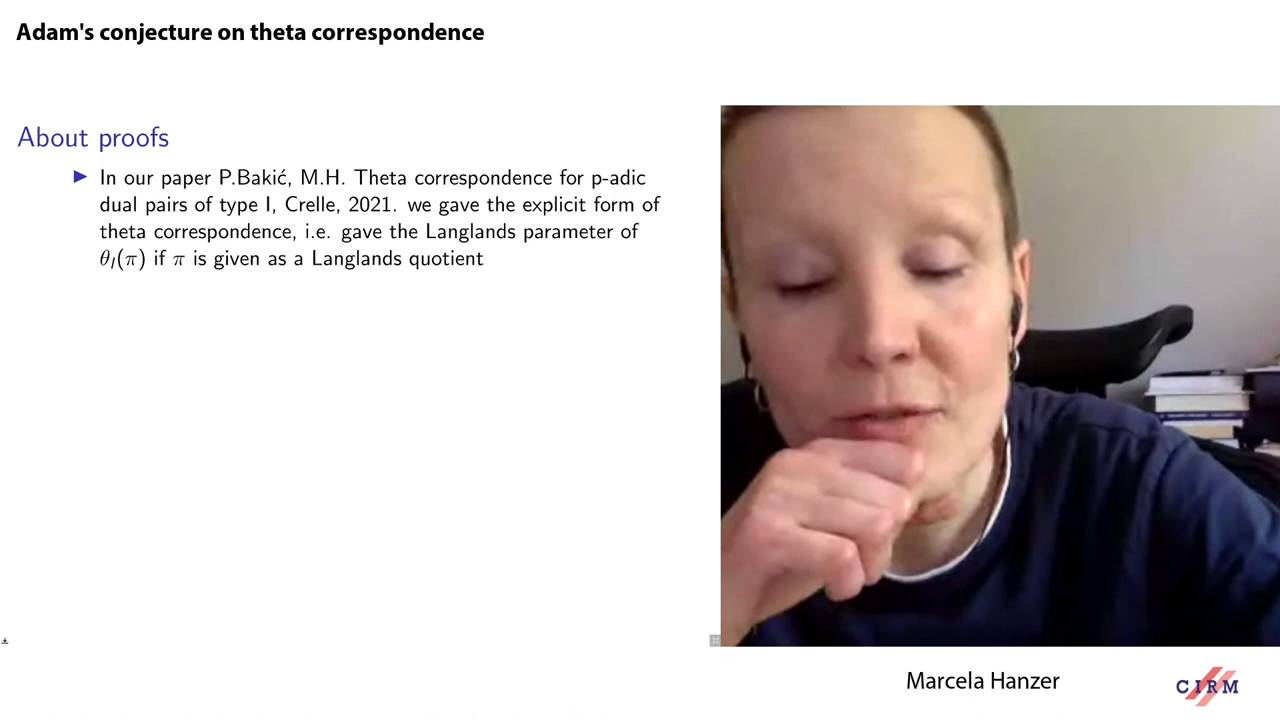 Adam's conjecture on theta correspondence
About proofs
In our paper P.Bakić, M.H. Theta correspondence for p-adic
dual pairs of type I, Crelle, 2021. we gave the explicit form of
theta correspondence, i.e. gave the Langlands parameter of
θ_l(π) if π is given as a Langlands quotient
Marcela Hanzer
CIRM